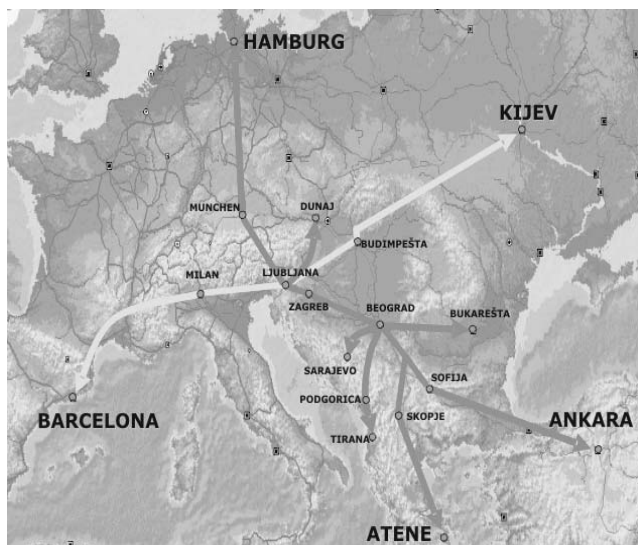 HAMBURG
KIJEV
MUNCHEN
DUNAJ
BUDIMPEŠTA
MILAN
LJUBLJANA
ZAGREB
BEOGRAD
BUKAREŠTA
SARAJEVO
SOFIJA
PODGORICA
BARCELONA
SKOPJE
ANKARA
TIRANA
ATENE